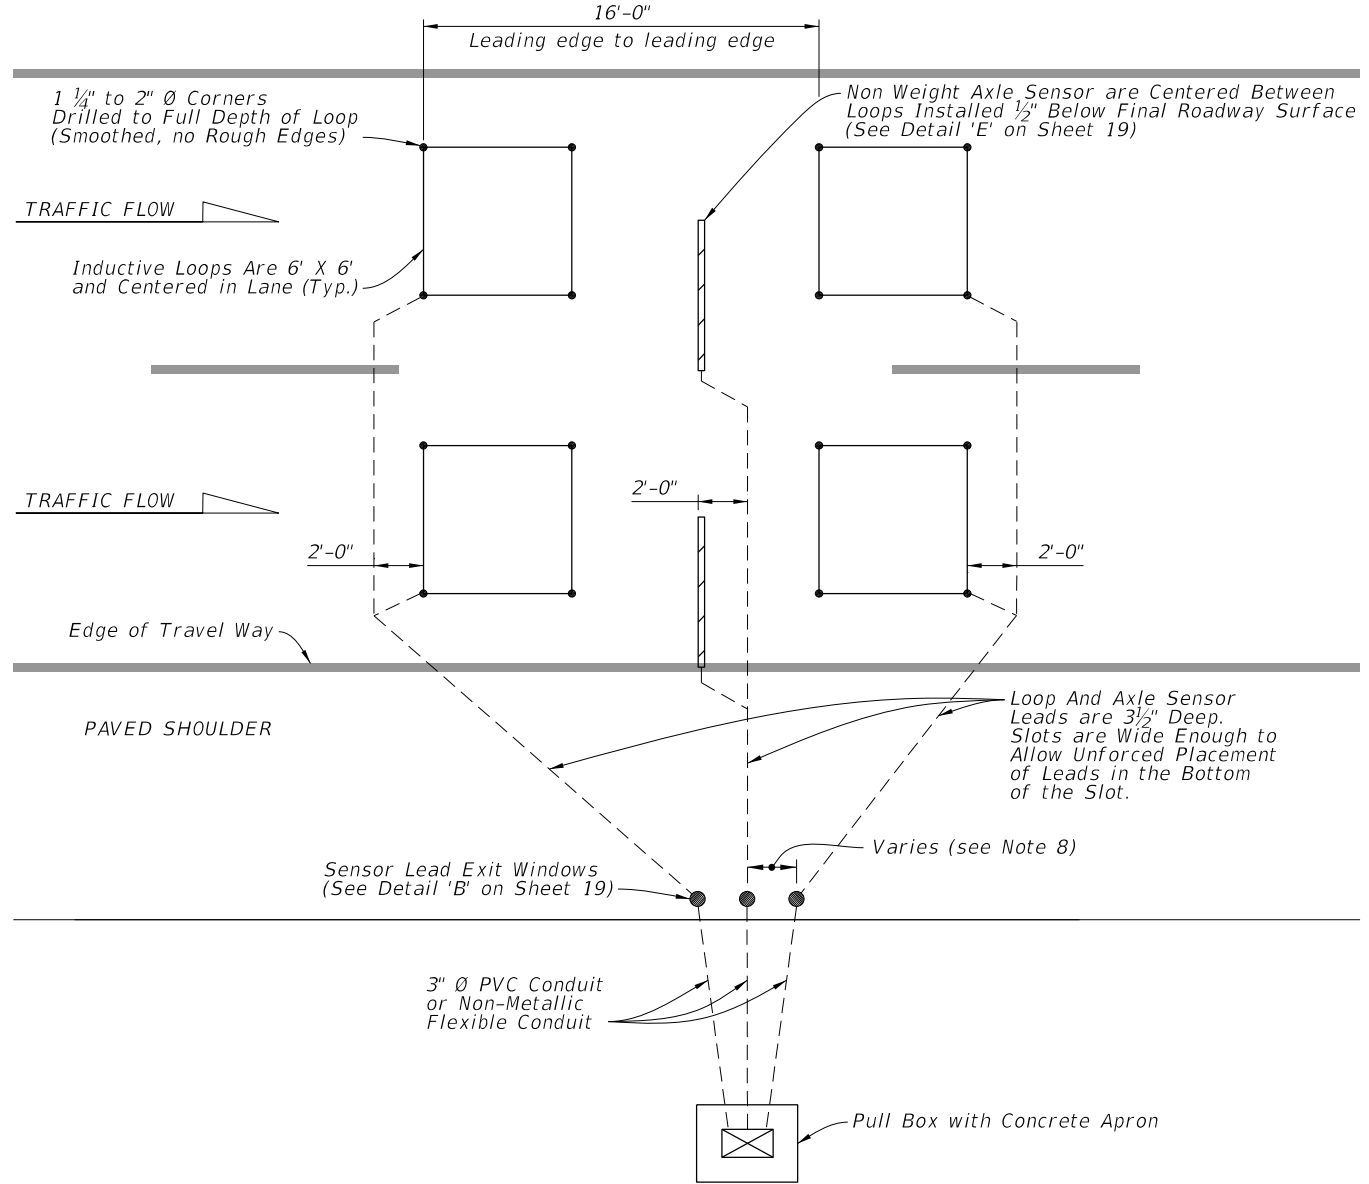 16'-0"
Leading edge to leading edge
1 ¼" to 2" Ø Corners
Drilled to Full Depth of Loop
(Smoothed, no Rough Edges)
Non Weight Axle Sensor are Centered Between
Loops Installed ½" Below Final Roadway Surface
(See Detail 'E' on Sheet 19)
TRAFFIC FLOW
Inductive Loops Are 6' X 6'
and Centered in Lane (Typ.)
TRAFFIC FLOW
2'-0"
2'-0"
2'-0"
Edge of Travel Way
PAVED SHOULDER
Loop And Axle Sensor
Leads are 3½" Deep.
Slots are Wide Enough to
Allow Unforced Placement
of Leads in the Bottom
of the Slot.
Varies (see Note 8)
Sensor Lead Exit Windows
(See Detail 'B' on Sheet 19)
3" Ø PVC Conduit
or Non-Metallic
Flexible Conduit
Pull Box with Concrete Apron